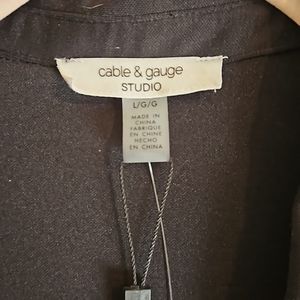 cable & gauge
STUDIO
L/G/G
MADE IN
CHINA
FABRIQUE
EN CHINE
HECHO
EN CHINA